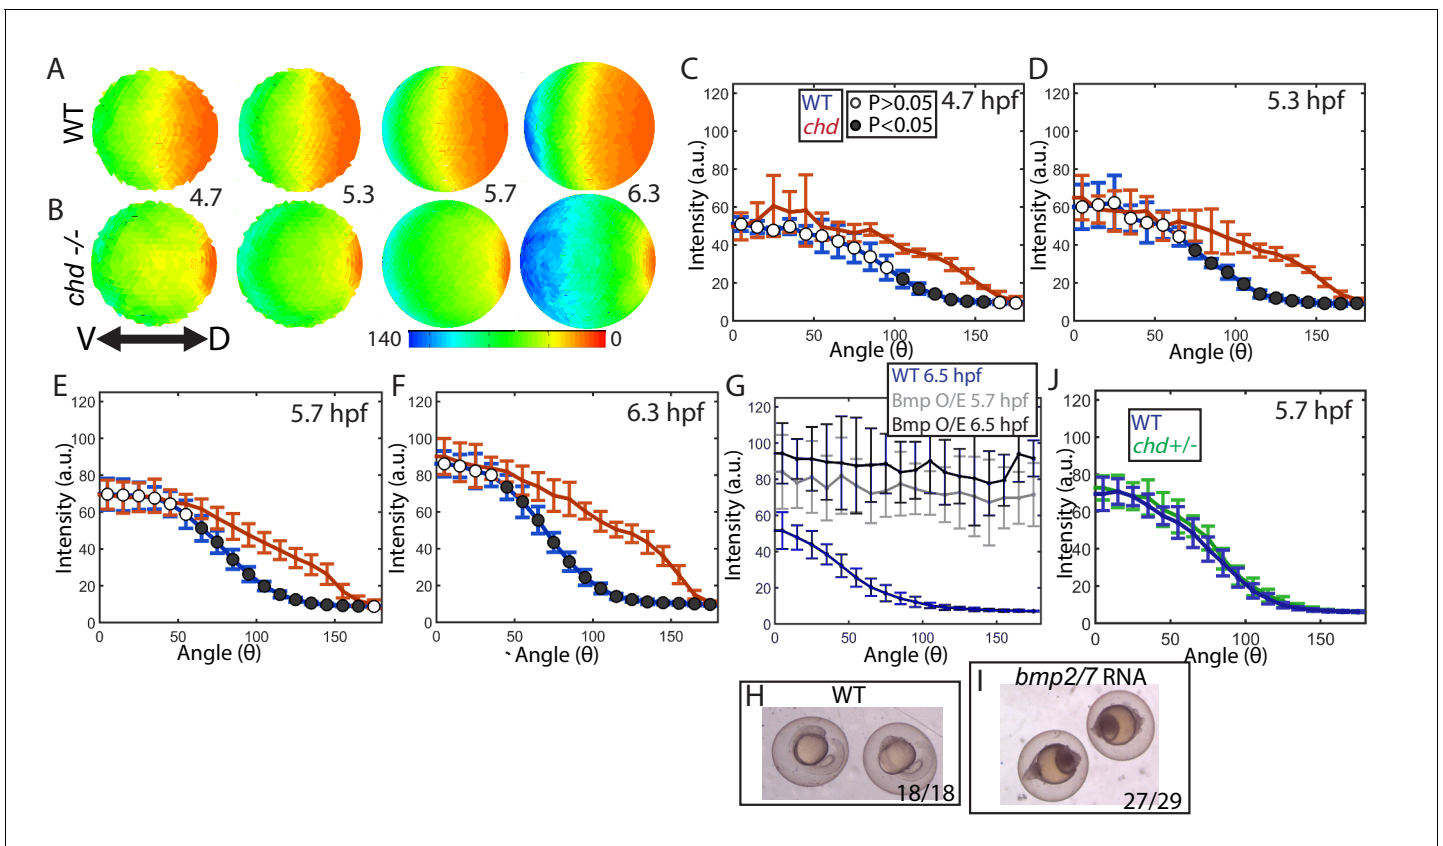 A
WT
4.7
5.3
5.7
6.3
B
chd -/-
V
D
140
0
C
WT
chd
P>0.05
P<0.05
4.7 hpf
Intensity (a.u.)
120
100
80
60
40
20
0
0
50
100
150
Angle (θ)
D
5.3 hpf
Intensity (a.u.)
120
100
80
60
40
20
0
0
50
100
150
Angle (θ)
E
5.7 hpf
Intensity (a.u.)
120
100
80
60
40
20
0
0
50
100
150
Angle (θ)
F
6.3 hpf
Intensity (a.u.)
120
100
80
60
40
20
0
0
50
100
150
` Angle (θ)
G
WT 6.5 hpf
Bmp O/E 5.7 hpf
Bmp O/E 6.5 hpf
Intensity (a.u.)
120
100
80
60
40
20
0
0
50
100
150
Angle (θ)
J
WT
chd+/-
5.7 hpf
Intensity (a.u.)
120
100
80
60
40
20
0
0
50
100
150
Angle (θ)
H
WT
18/18
I
bmp2/7 RNA
27/29